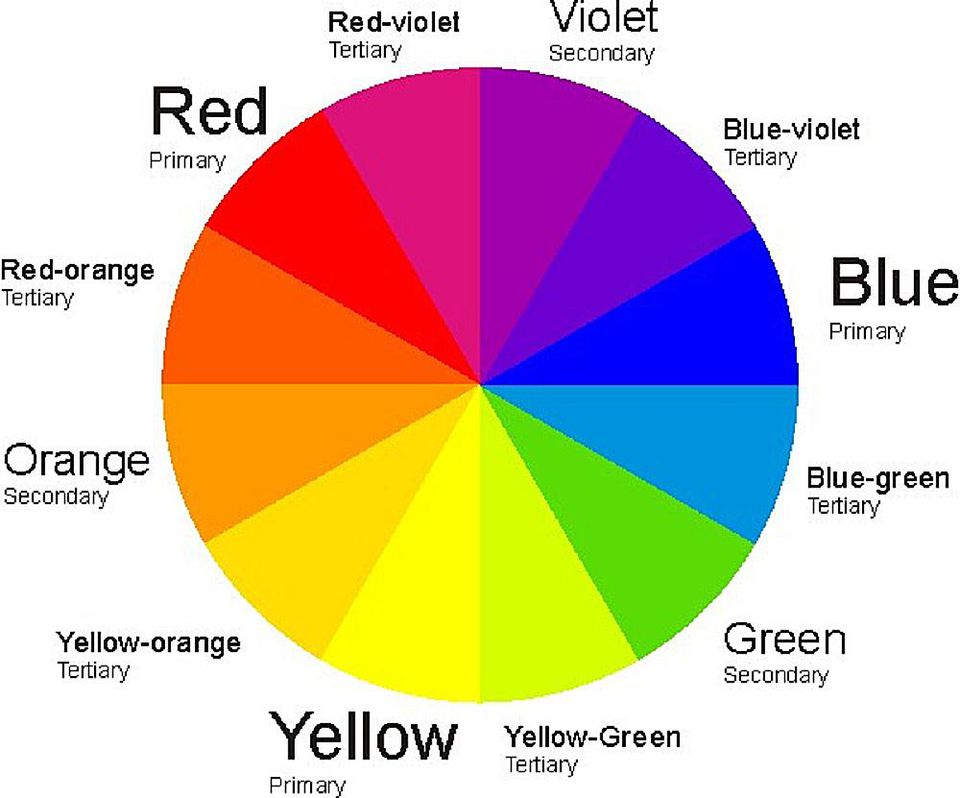 Red-violet
Tertiary
Violet
Secondary
Red
Primary
Blue-violet
Tertiary
Red-orange
Tertiary
Blue
Primary
Orange
Secondary
Blue-green
Tertiary
Yellow-orange
Tertiary
Green
Secondary
Yellow
Primary
Yellow-Green
Tertiary